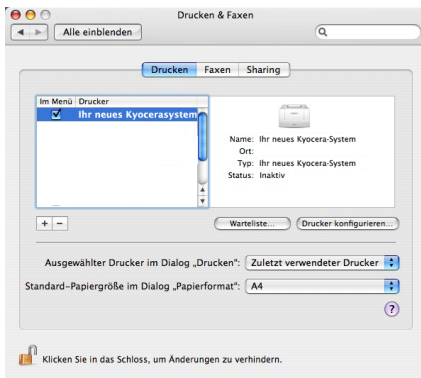 Drucken & Faxen
Alle einblenden
Drucken Faxen Sharing
Im Menü Drucker
Ihr neues Kyocerasystem
Name: Ihr neues Kyocera-System
Ort:
Typ: Ihr neues Kyocera-System
Status: Inaktiv
+ −
Warteliste... Drucker konfigurieren...
Ausgewählter Drucker im Dialog „Drucken“: Zuletzt verwendeter Drucker
Standard-Papiergröße im Dialog „Papierformat“: A4
?
Klicken Sie in das Schloss, um Änderungen zu verhindern.